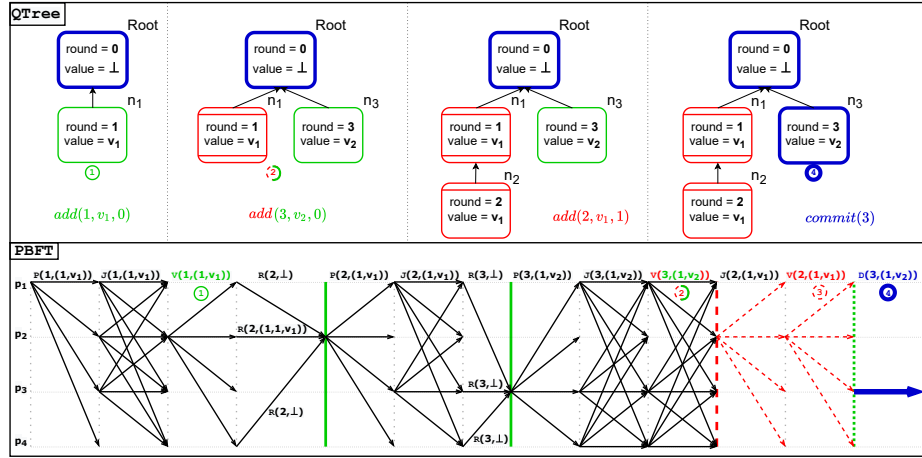 QTree
Root Root Root Root
round = 0 round = 0 round = 0 round = 0
value = ⊥ value = ⊥ value = ⊥ value = ⊥
n1 n1 n3 n1 n3 n1 n3
round = 1 round = 1 round = 3 round = 1 round = 3 round = 1 round = 3
value = v1 value = v1 value = v2 value = v1 value = v2 value = v1 value = v2
1 2 4
n2 n2
round = 2 round = 2
value = v1 value = v1
add(1, v1, 0) add(3, v2, 0) add(2, v1, 1) commit(3)
PBFT
P(1,(1,v1)) J(1,(1,v1)) V(1,(1,v1)) R(2,⊥) P(2,(1,v1)) J(2,(1,v1)) R(3,⊥) P(3,(1,v2)) J(3,(1,v2)) V(3,(1,v2)) J(2,(1,v1) V(2,(1,v1)) D(3,(1,v2))
p1 1 2 3 4
p2 R(2,(1,1,v1))
p3 R(3,⊥)
R(2,⊥)
p4 R(3,⊥)